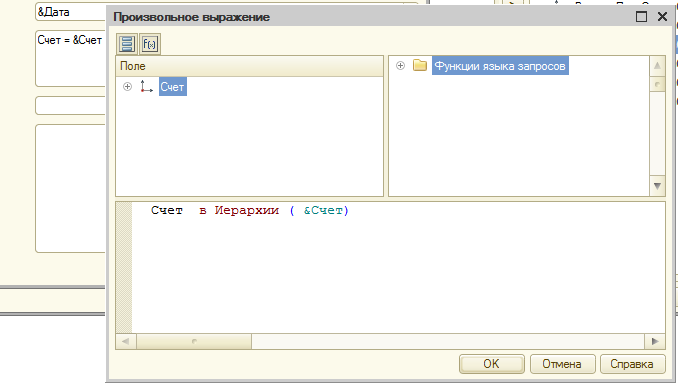 &Дата
Счет = &Счет
Произвольное выражение
Поле
Счет
Функции языка запросов
Счет в Иерархии ( &Счет)
OK
Отмена
Справка